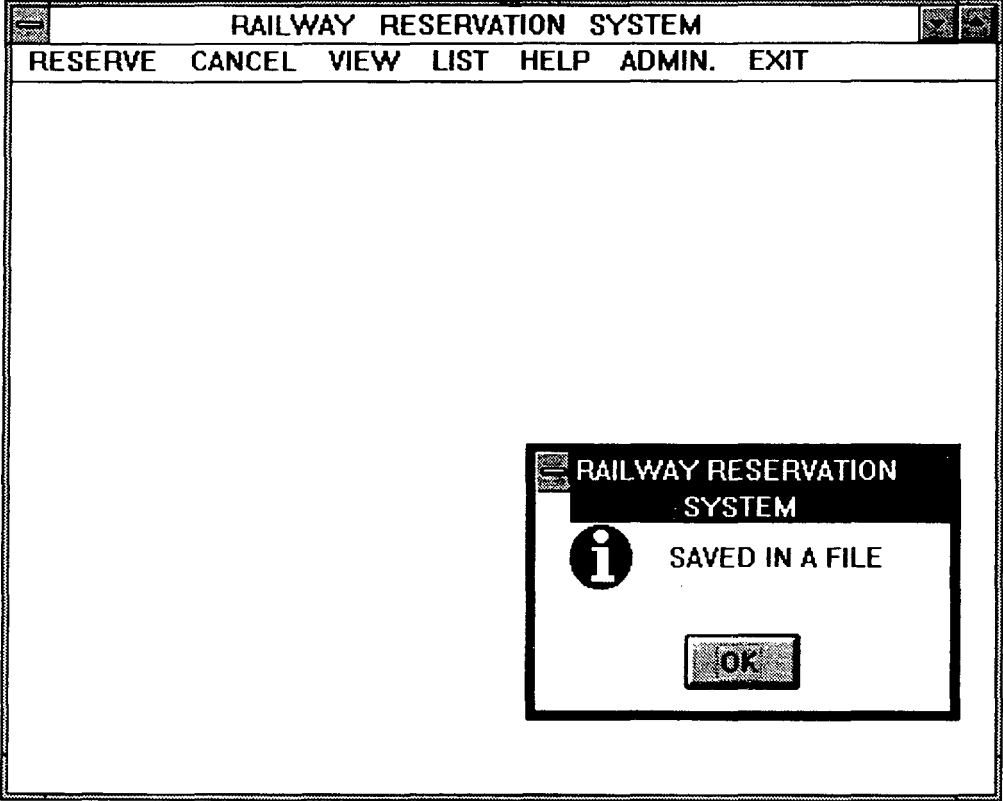 RAILWAY RESERVATION SYSTEM
RESERVE CANCEL VIEW LIST HELP ADMIN. EXIT
RAILWAY RESERVATION
SYSTEM
SAVED IN A FILE
OK